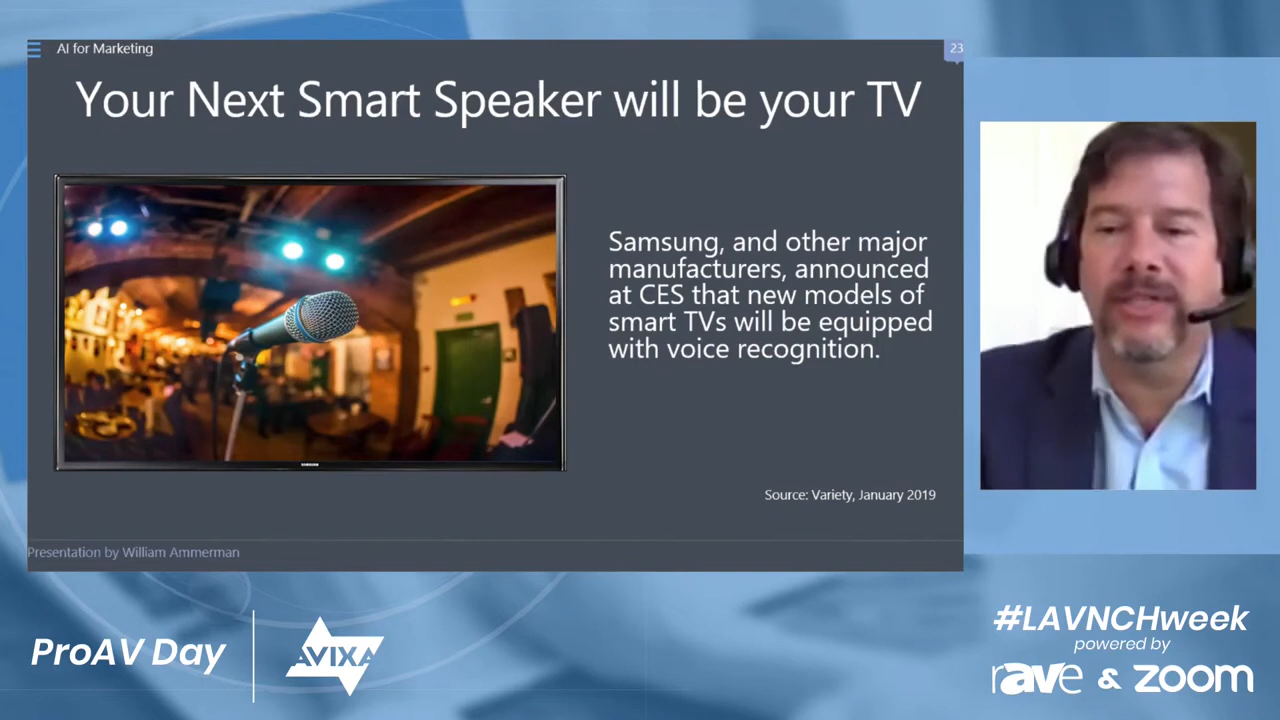 AI for Marketing
23
Your Next Smart Speaker will be your TV
Samsung, and other major
manufacturers, announced
at CES that new models of
smart TVs will be equipped
with voice recognition.
SAMSUNG
Source: Variety, January 2019
Presentation by William Ammerman
ProAV Day
AVIXA
#LAVNCHweek
powered by
rAVe & zoom